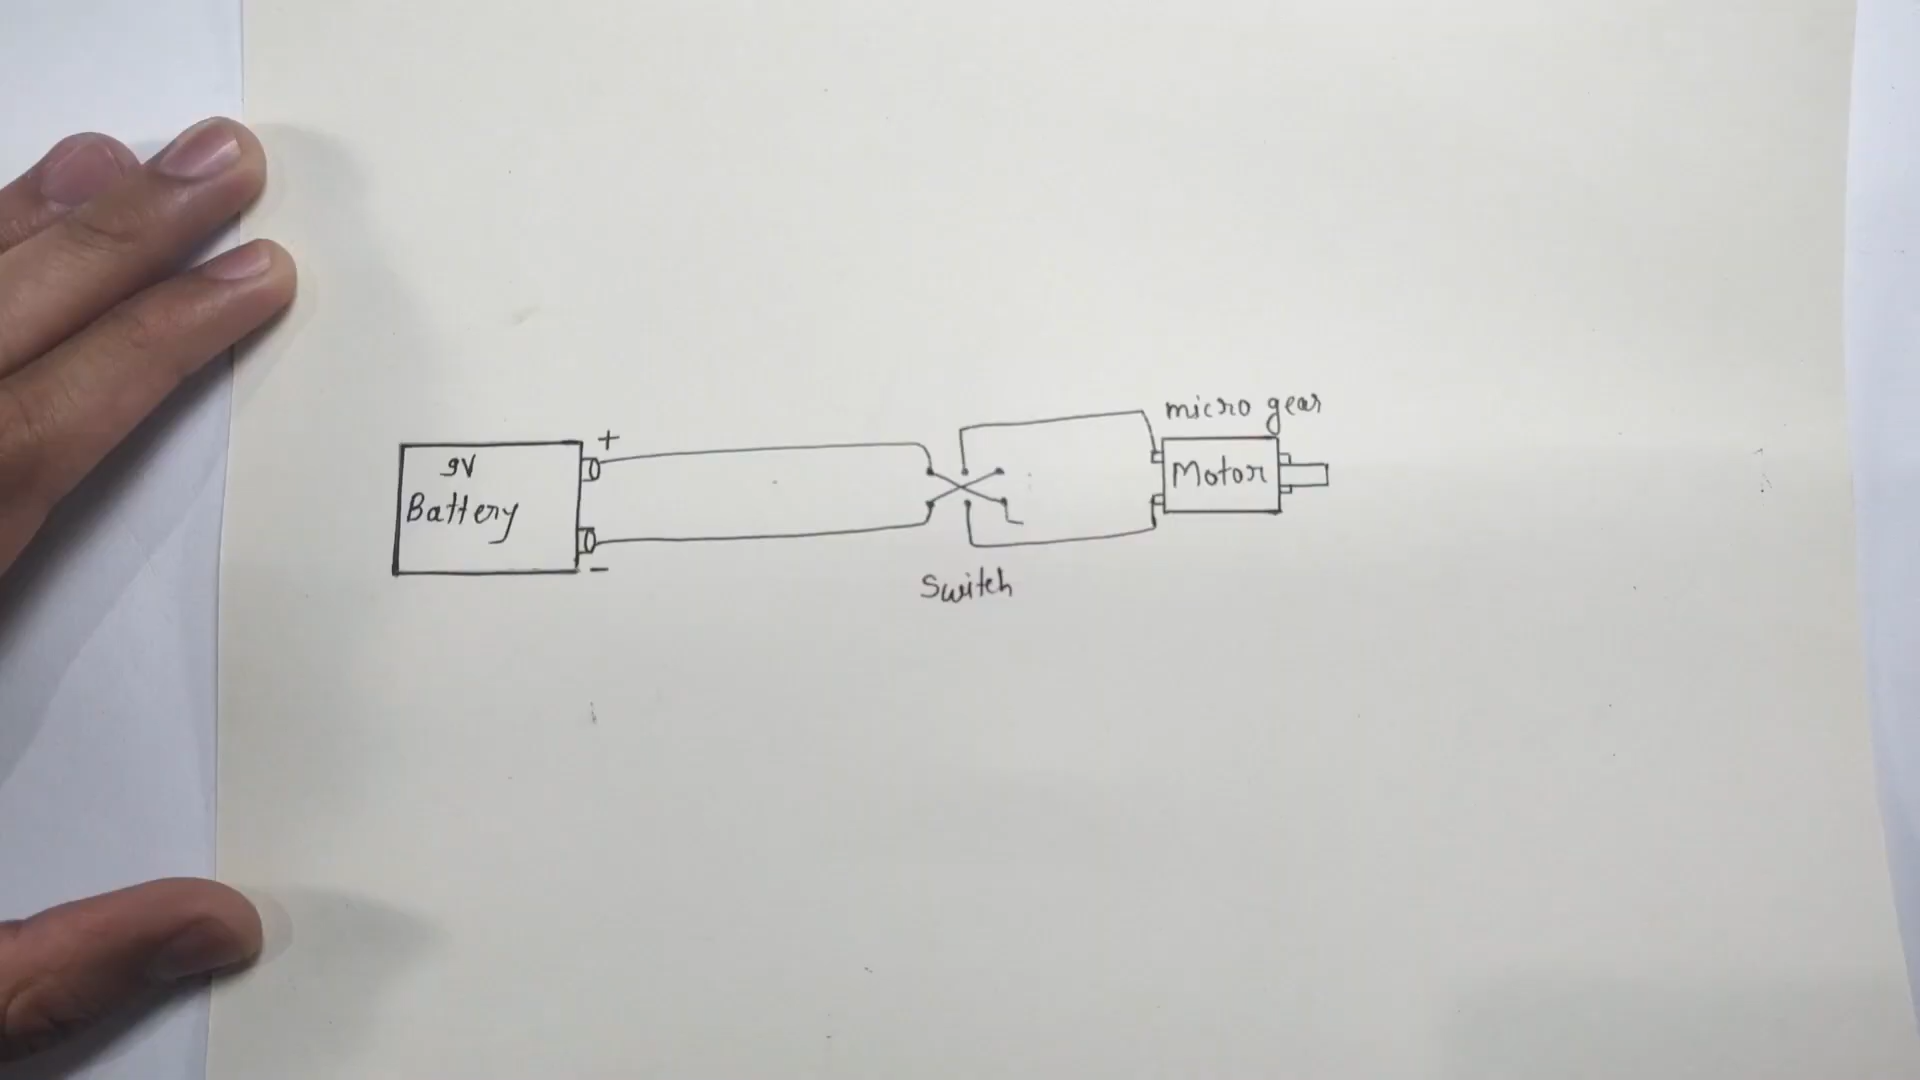 +
9V
Battery
-
Switch
micro gear
Motor